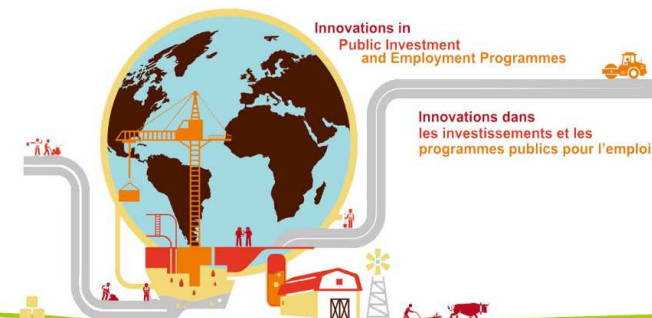 Innovations in
Public Investment
and Employment Programmes
Innovations dans
les investissements et les
programmes publics pour l'emploi